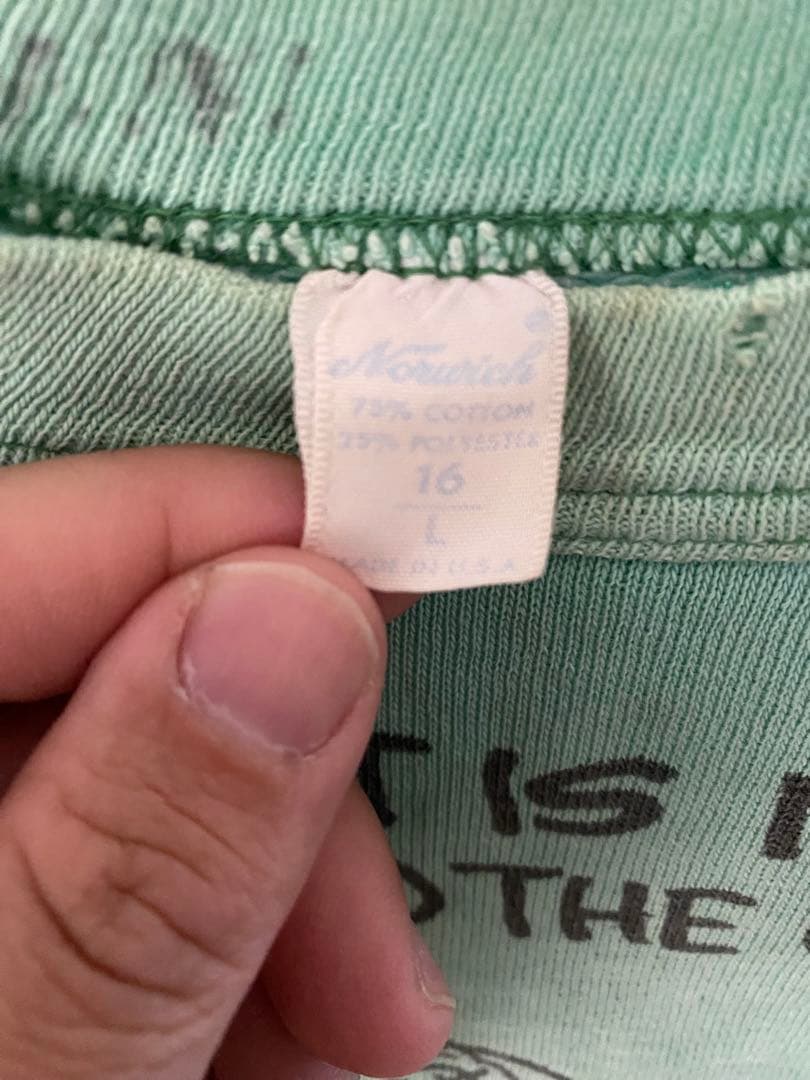 Norwich
75% COTTON
25% POLYESTER
16
L
MADE IN U.S.A
IS
THE